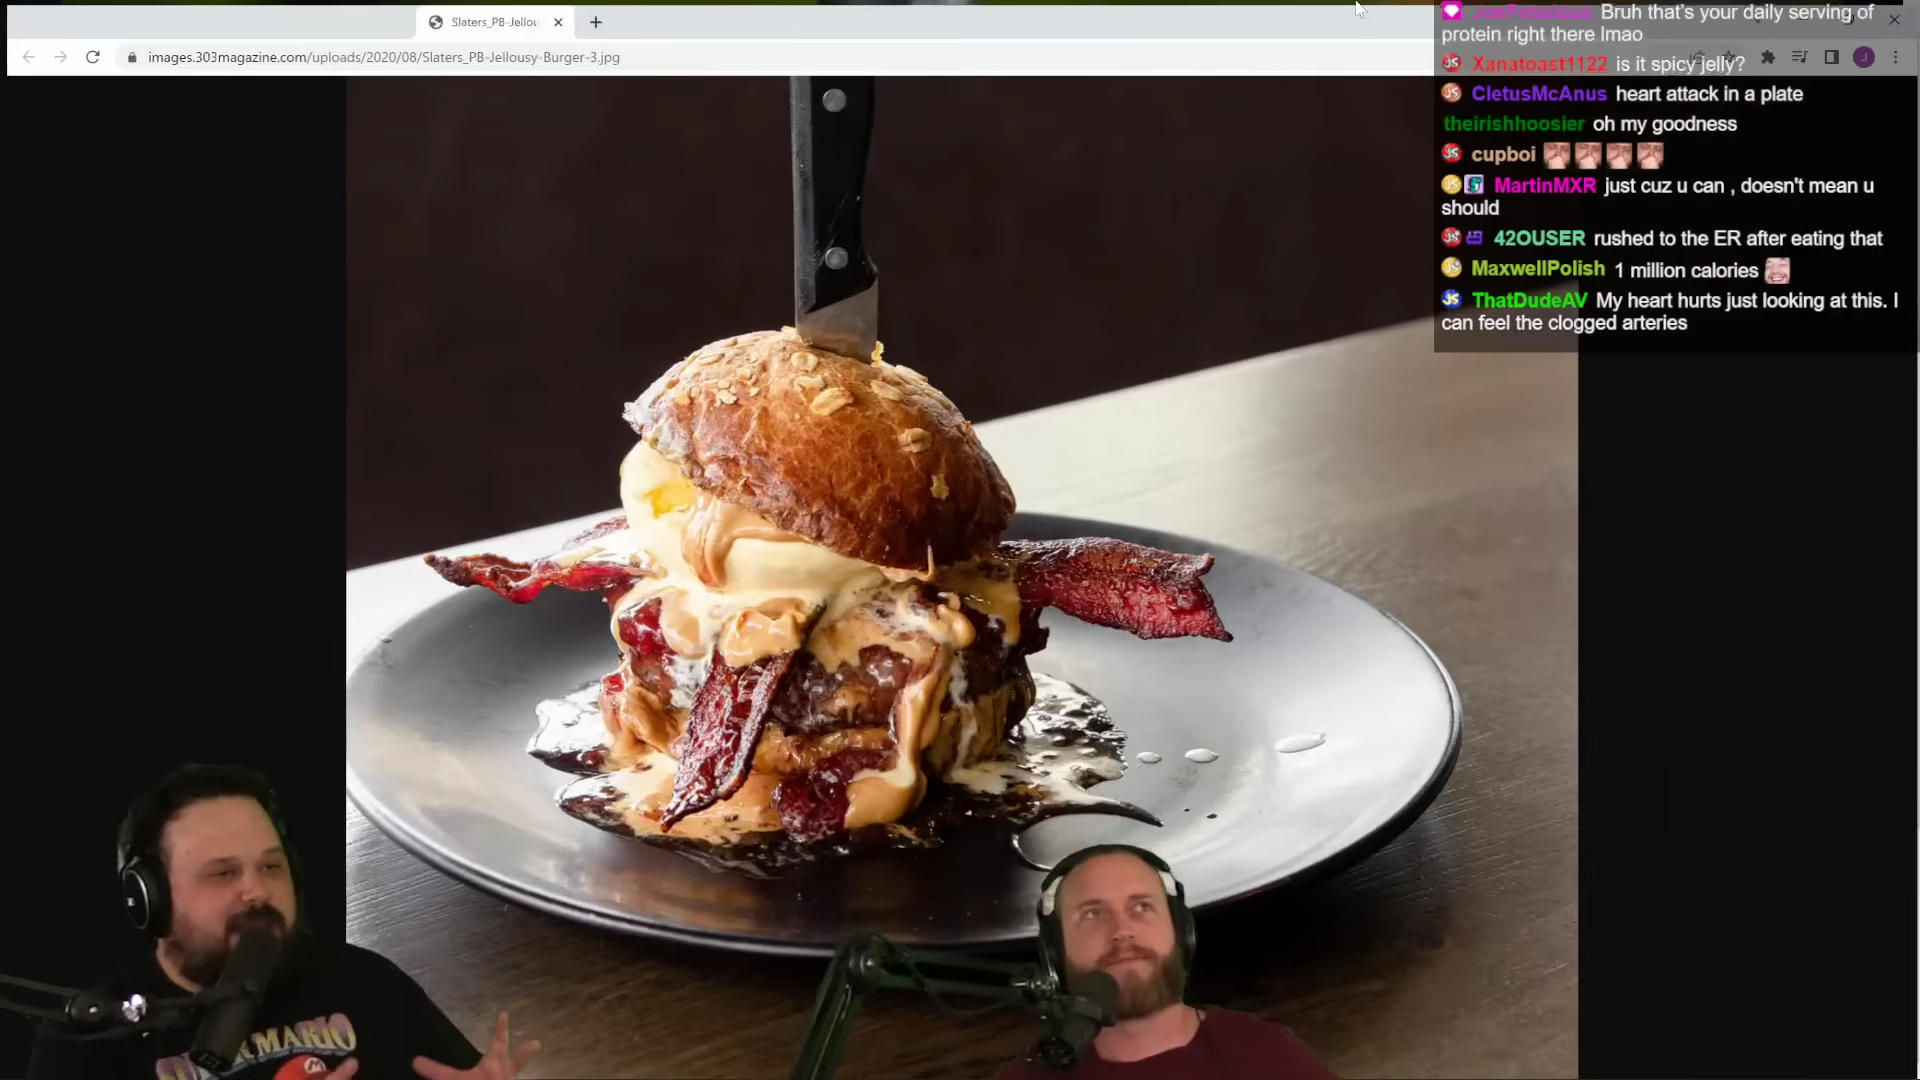 Slaters_PB-Jellou
images.303magazine.com/uploads/2020/08/Slaters_PB-Jellousy-Burger-3.jpg
J
JoeFabulous Bruh that's your daily serving of
protein right there lmao
Xanatoast1122 is it spicy jelly?
CletusMcAnus heart attack in a plate
theirishhoosier oh my goodness
cupboi
MartinMXR just cuz u can , doesn't mean u
should
42OUSER rushed to the ER after eating that
MaxwellPolish 1 million calories
ThatDudeAV My heart hurts just looking at this. I
can feel the clogged arteries
MARIO
M